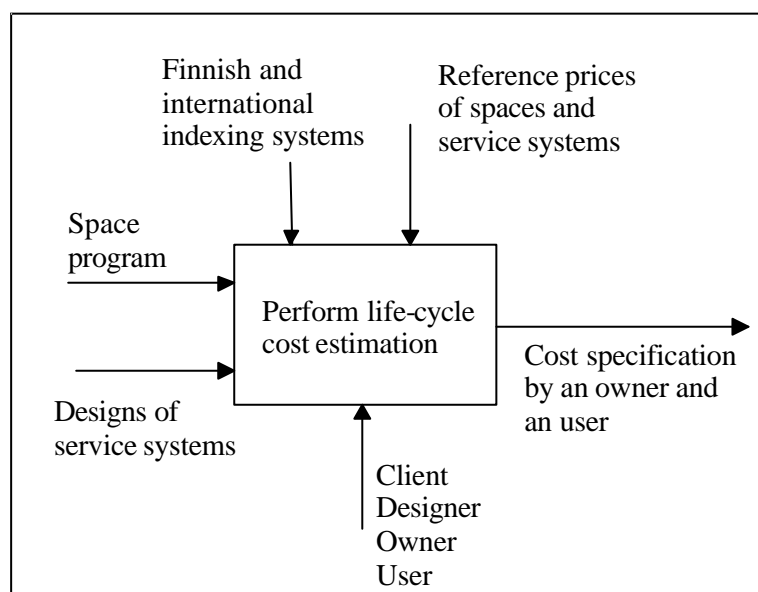 Finnish and
international
indexing systems
Reference prices
of spaces and
service systems
Space
program
Perform life-cycle
cost estimation
Cost specification
by an owner and
an user
Designs of
service systems
Client
Designer
Owner
User